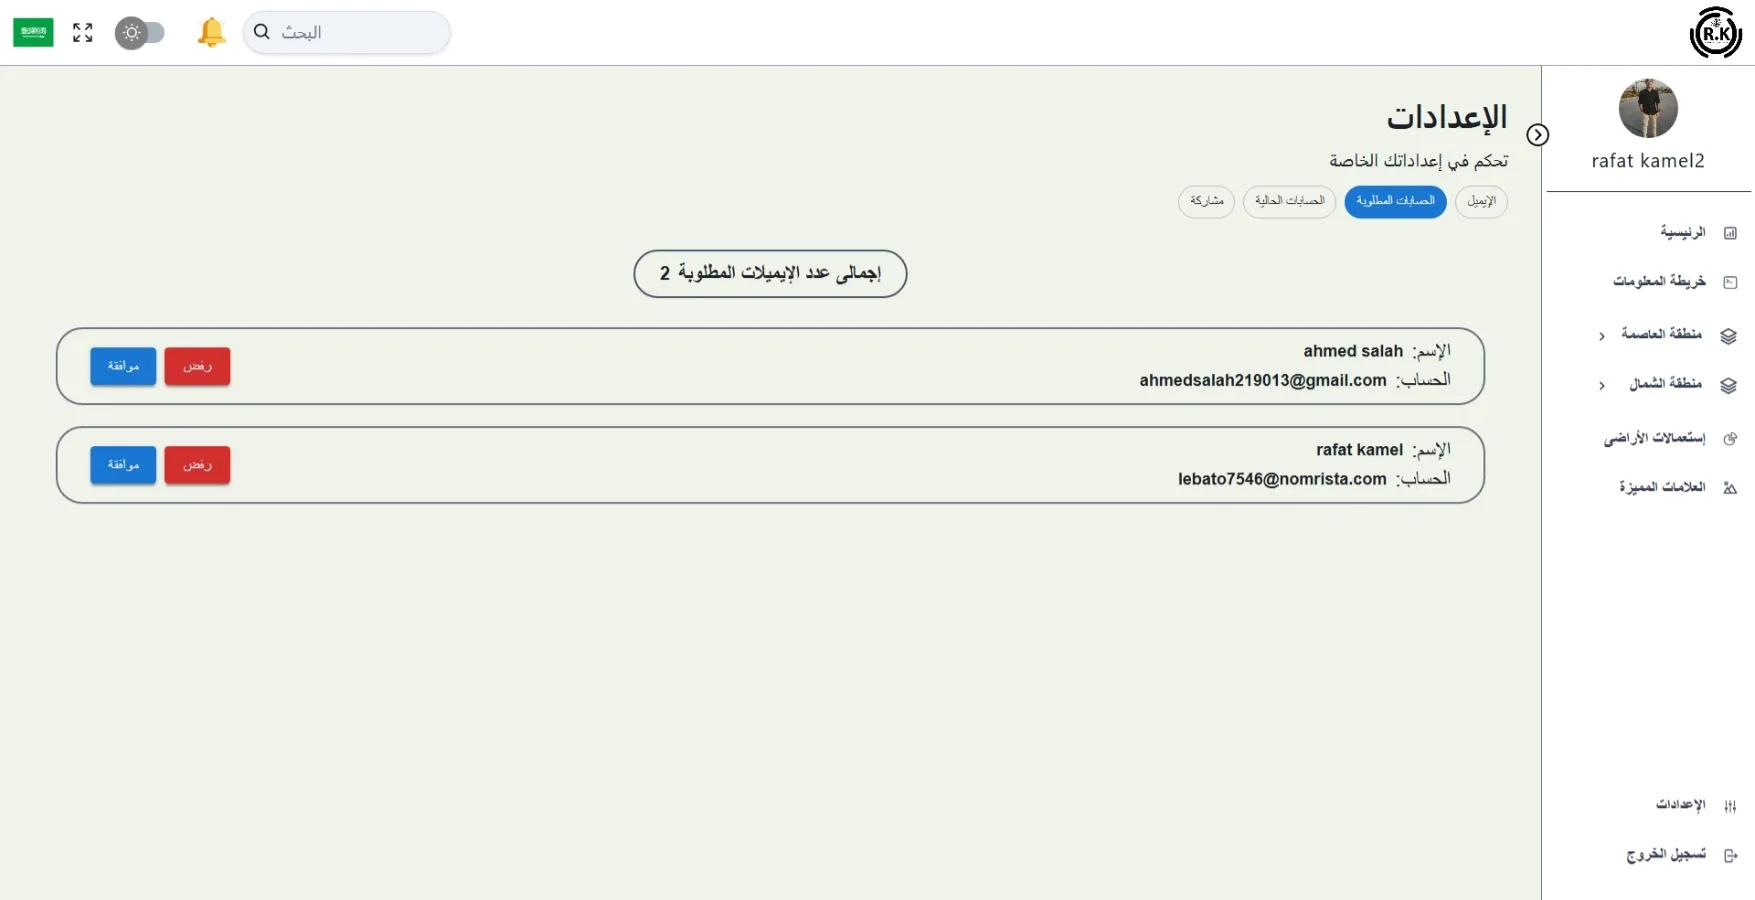 البحث
R.K
rafat kamel2
الرئيسية
خريطة المعلومات
منطقة العاصمة
منطقة الشمال
إستعمالات الأراضى
العلامات المميزة
الإعدادات
تسجيل الخروج
الإعدادات
تحكم في إعداداتك الخاصة
الإيميل
الحسابات المطلوبة
الحسابات الحالية
مشاركة
إجمالى عدد الإيميلات المطلوبة 2
الإسم: ahmed salah
الحساب: ahmedsalah219013@gmail.com
رفض
موافقة
الإسم: rafat kamel
الحساب: lebato7546@nomrista.com
رفض
موافقة